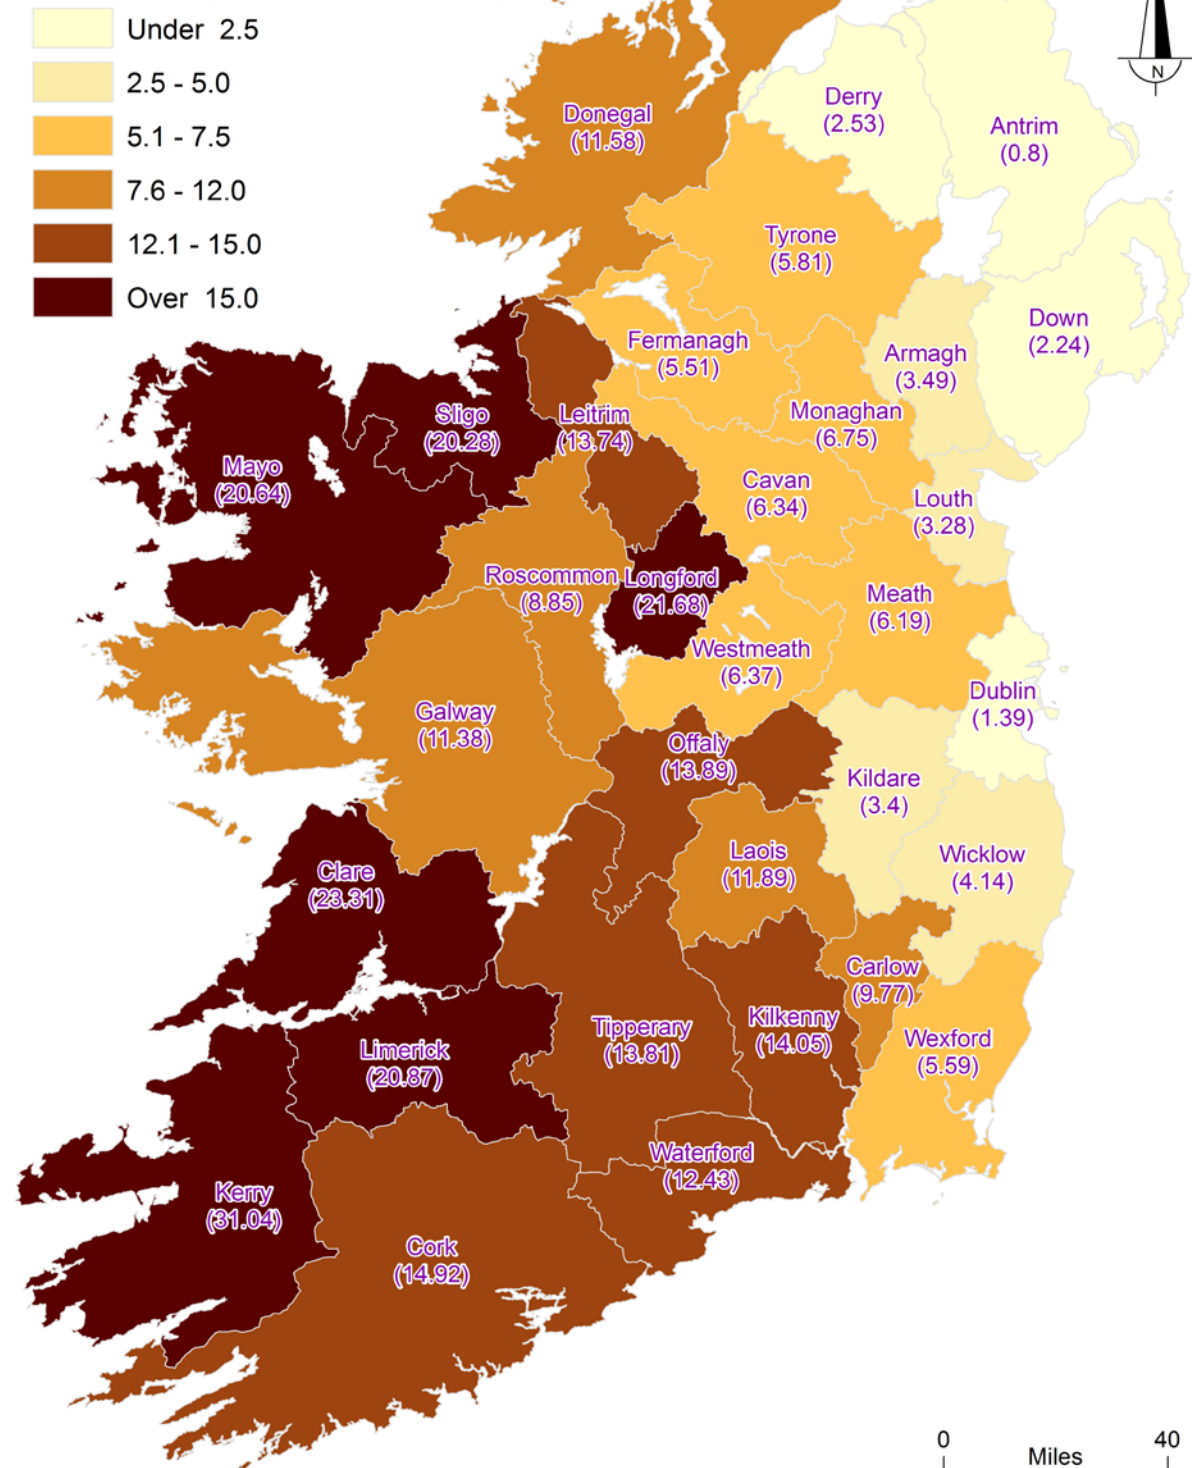 Under 2.5
2.5 - 5.0
5.1 - 7.5
7.6 - 12.0
12.1 - 15.0
Over 15.0
N
Donegal
(11.58)
Derry
(2.53)
Antrim
(0.8)
Tyrone
(5.81)
Fermanagh
(5.51)
Armagh
(3.49)
Down
(2.24)
Monaghan
(6.75)
Sligo
(20.28)
Leitrim
(13.74)
Mayo
(20.64)
Cavan
(6.34)
Louth
(3.28)
Roscommon
(8.85)
Longford
(21.68)
Meath
(6.19)
Westmeath
(6.37)
Dublin
(1.39)
Galway
(11.38)
Offaly
(13.89)
Kildare
(3.4)
Laois
(11.89)
Wicklow
(4.14)
Clare
(23.31)
Carlow
(9.77)
Tipperary
(13.81)
Kilkenny
(14.05)
Wexford
(5.59)
Limerick
(20.87)
Waterford
(12.43)
Kerry
(31.04)
Cork
(14.92)
0 40
Miles